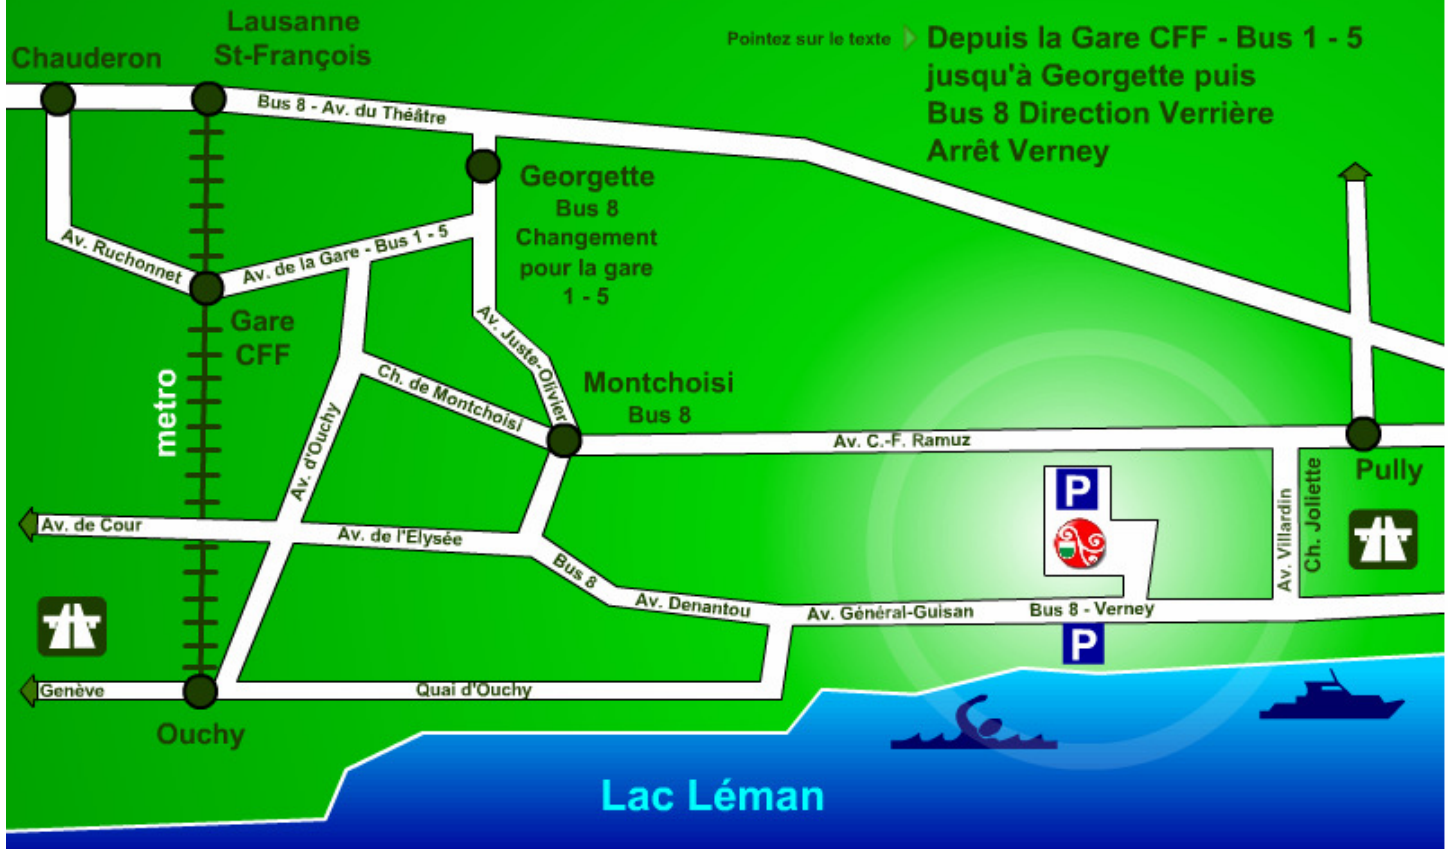 Lausanne
St-François
Chauderon
Pointez sur le texte
Depuis la Gare CFF - Bus 1 - 5
jusqu'à Georgette puis
Bus 8 Direction Verrière
Arrêt Verney
Bus 8 - Av. du Théâtre
Georgette
Bus 8
Changement
pour la gare
1 - 5
Av. Ruchonnet
Av. de la Gare - Bus 1 - 5
Gare
CFF
metro
Av. Juste-Olivier
Montchoisi
Bus 8
Ch. de Montchoisi
Av. d'Ouchy
Av. C.-F. Ramuz
Pully
P
Av. Villardin
Ch. Joliette
Av. de Cour
Av. de l'Elysée
Bus 8
Av. Denantou
Av. Général-Guisan
Bus 8 - Verney
P
Genève
Quai d'Ouchy
Ouchy
Lac Léman